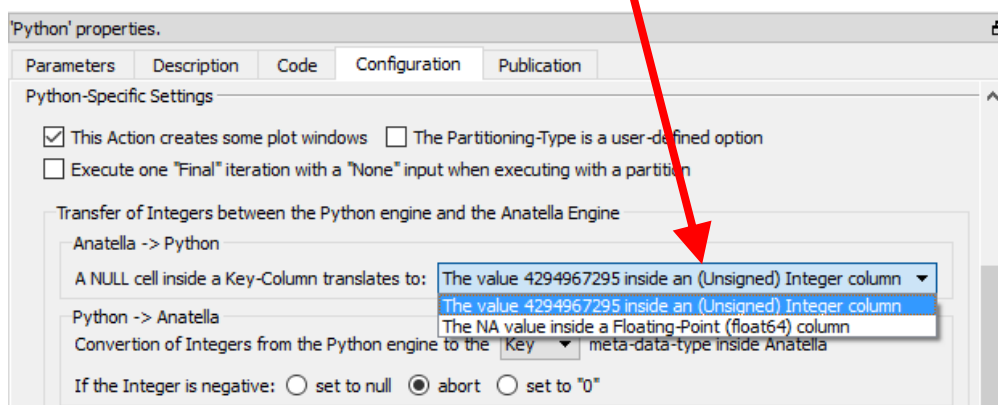 'Python' properties.
Parameters Description Code Configuration Publication
Python-Specific Settings
This Action creates some plot windows The Partitioning-Type is a user-defined option
Execute one "Final" iteration with a "None" input when executing with a partition
Transfer of Integers between the Python engine and the Anatella Engine
Anatella -> Python
A NULL cell inside a Key-Column translates to: The value 4294967295 inside an (Unsigned) Integer column
The value 4294967295 inside an (Unsigned) Integer column
Python -> Anatella
The NA value inside a Floating-Point (float64) column
Convertion of Integers from the Python engine to the Key meta-data-type inside Anatella
If the Integer is negative: set to null abort set to "0"